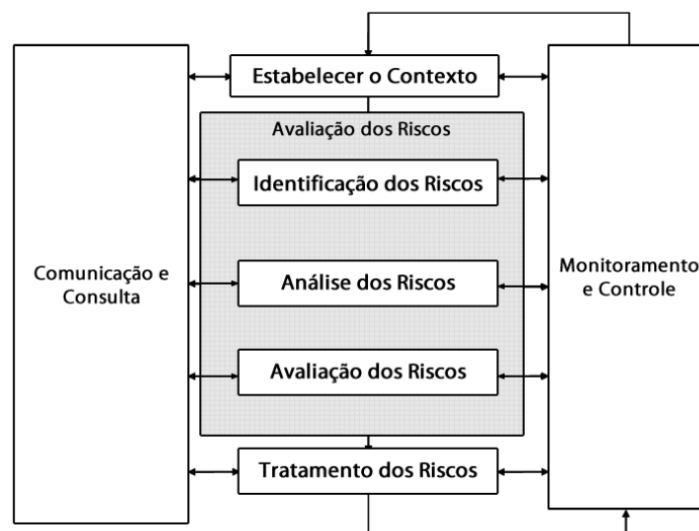 Estabelecer o Contexto
Avaliação dos Riscos
Identificação dos Riscos
Comunicação e
Consulta
Análise dos Riscos
Monitoramento
e Controle
Avaliação dos Riscos
Tratamento dos Riscos